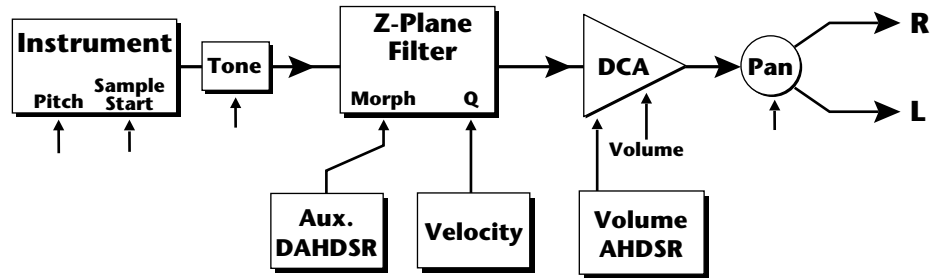 Instrument
Pitch
Sample
Start
Tone
Z-Plane
Filter
Morph
Q
DCA
Volume
Pan
R
L
Aux.
DAHDSR
Velocity
Volume
AHDSR